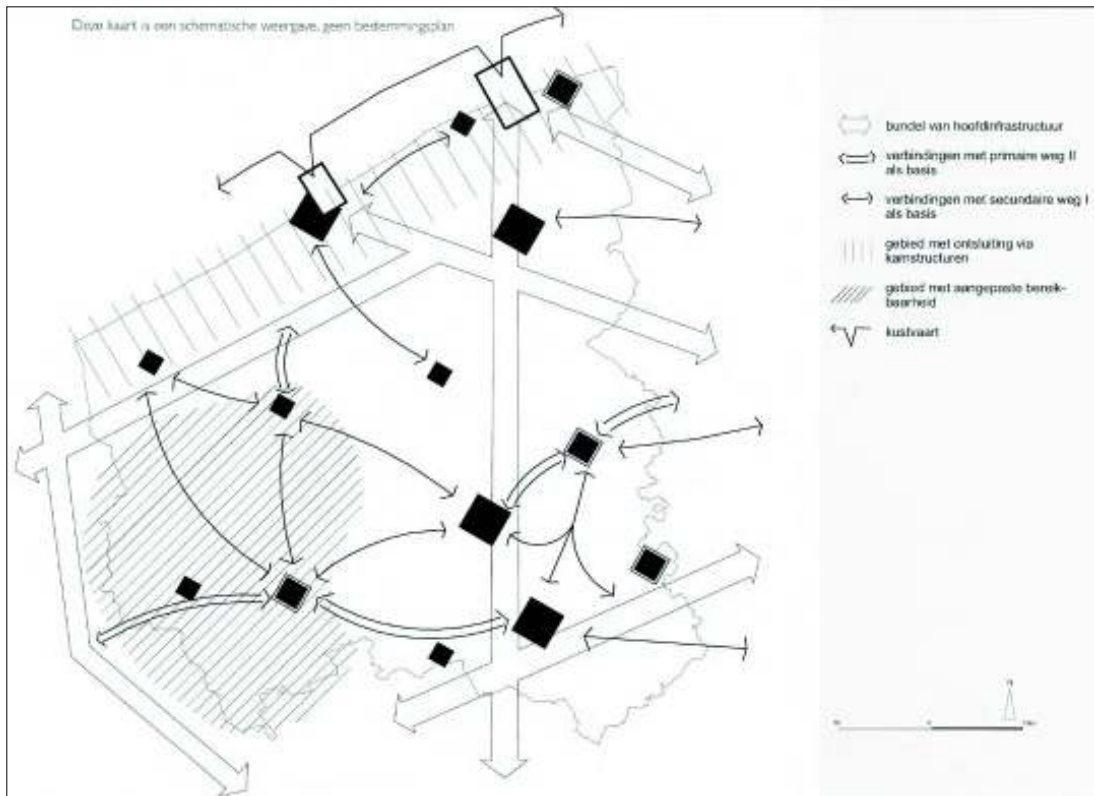 Deze kaart is een schematische weergave, geen bestemmingsplan
bundel van hoofdinfrastructuur
verbindingen met primaire weg II
als basis
verbindingen met secundaire weg I
als basis
gebied met ontsluiting via
kamstructuren
gebied met aangepaste bereik-
baarheid
kustvaart
N